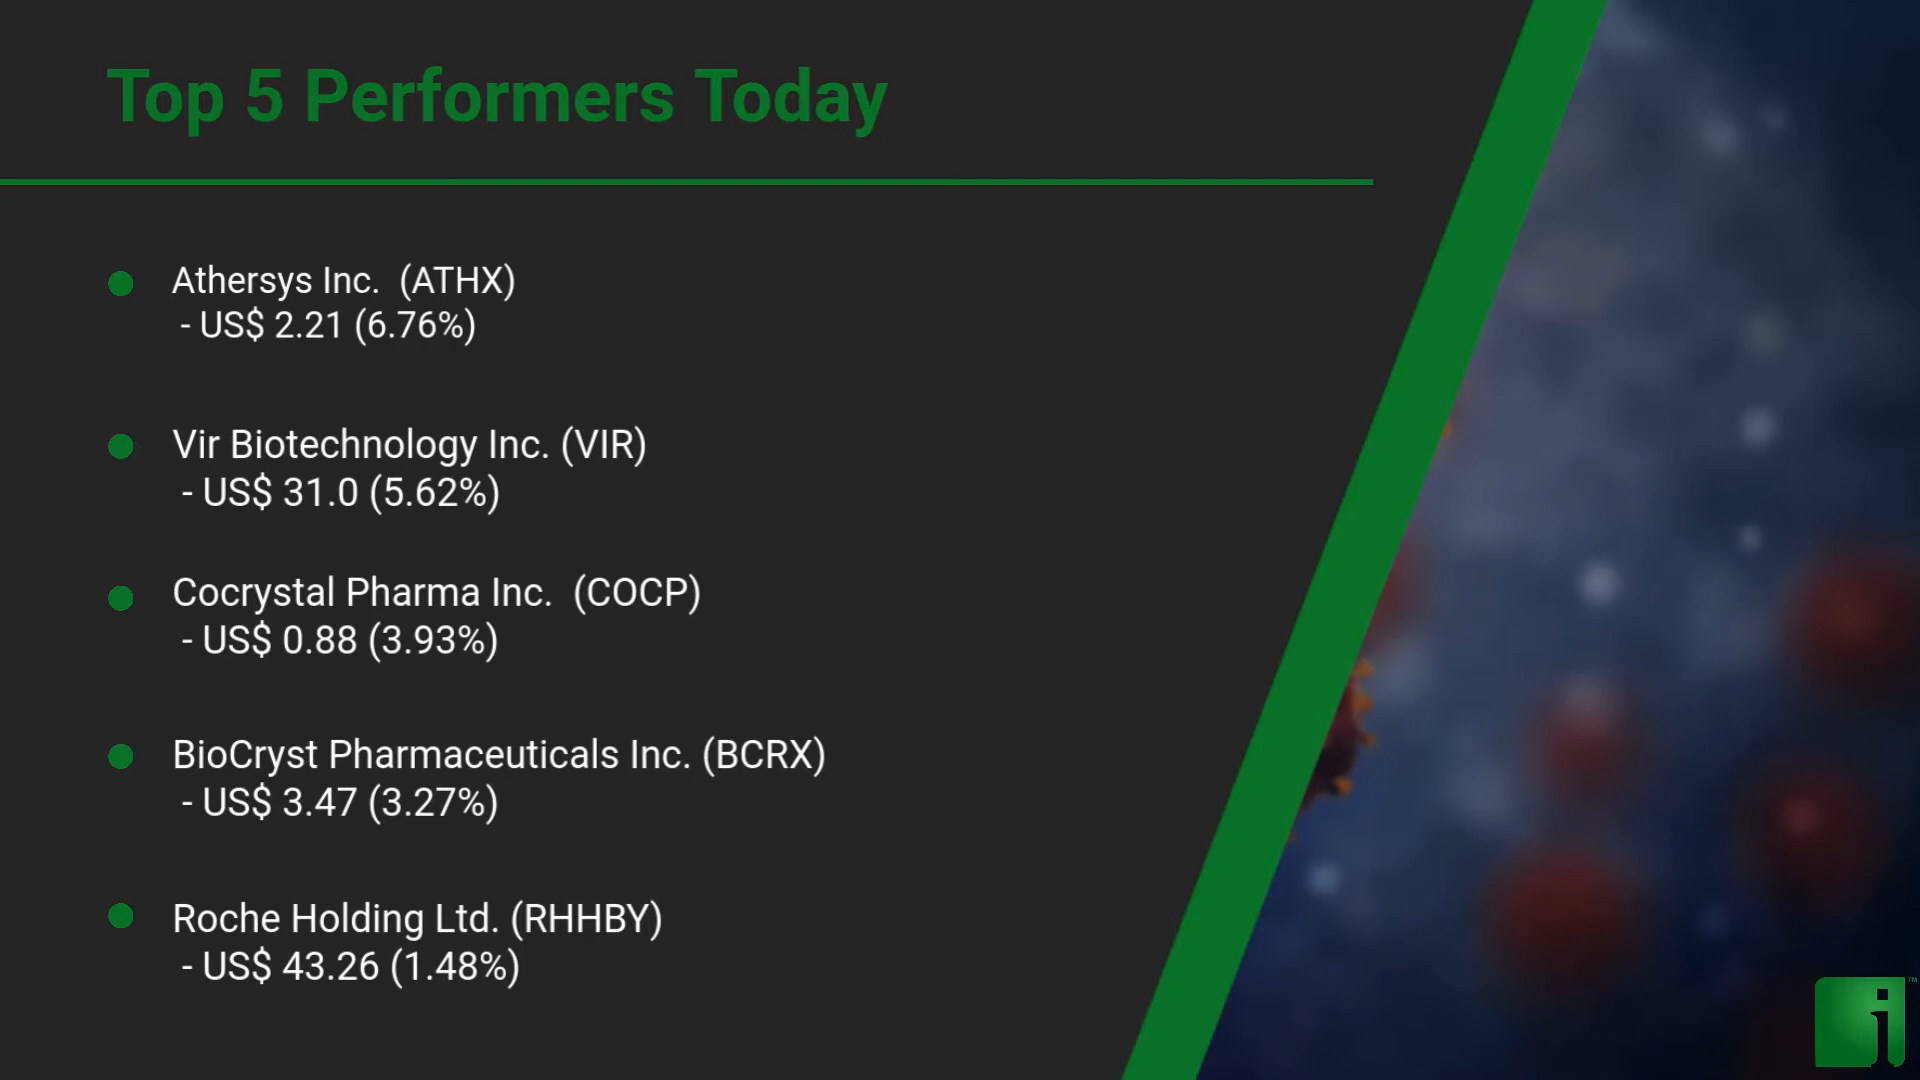 Top 5 Performers Today
Athersys Inc.  (ATHX)
- US$ 2.21 (6.76%)
Vir Biotechnology Inc. (VIR)
- US$ 31.0 (5.62%)
Cocrystal Pharma Inc.  (COCP)
- US$ 0.88 (3.93%)
BioCryst Pharmaceuticals Inc. (BCRX)
- US$ 3.47 (3.27%)
Roche Holding Ltd. (RHHBY)
- US$ 43.26 (1.48%)
i ™